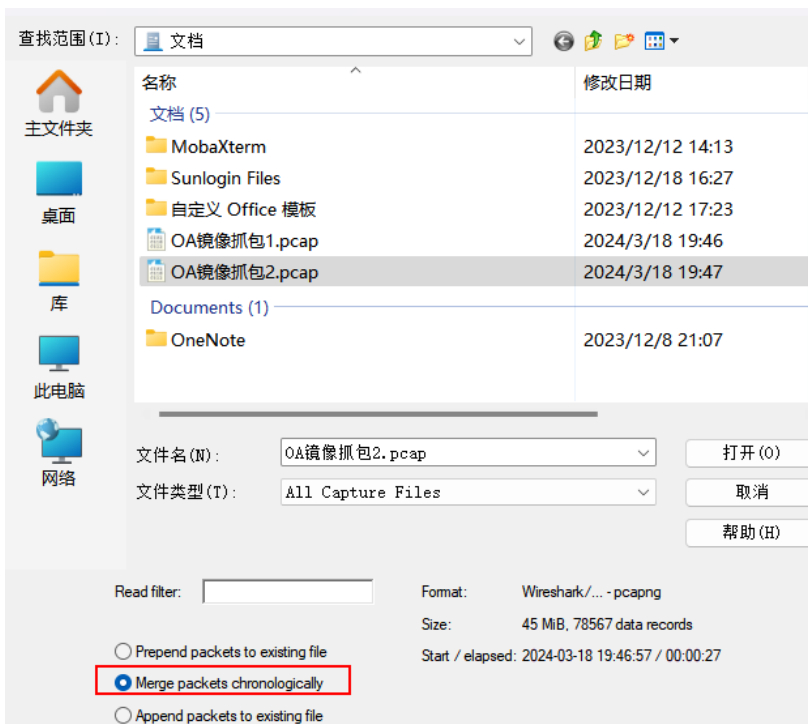 查找范围(I): 文档
名称 修改日期
主文件夹
文档 (5)
MobaXterm 2023/12/12 14:13
Sunlogin Files 2023/12/18 16:27
桌面
自定义 Office 模板 2023/12/12 17:23
OA镜像抓包1.pcap 2024/3/18 19:46
OA镜像抓包2.pcap 2024/3/18 19:47
库
Documents (1)
OneNote 2023/12/8 21:07
此电脑
网络
文件名(N): OA镜像抓包2.pcap 打开(O)
文件类型(T): All Capture Files 取消
帮助(H)
Read filter: Format: Wireshark/... - pcapng
Size: 45 MiB, 78567 data records
Prepend packets to existing file Start / elapsed: 2024-03-18 19:46:57 / 00:00:27
Merge packets chronologically
Append packets to existing file